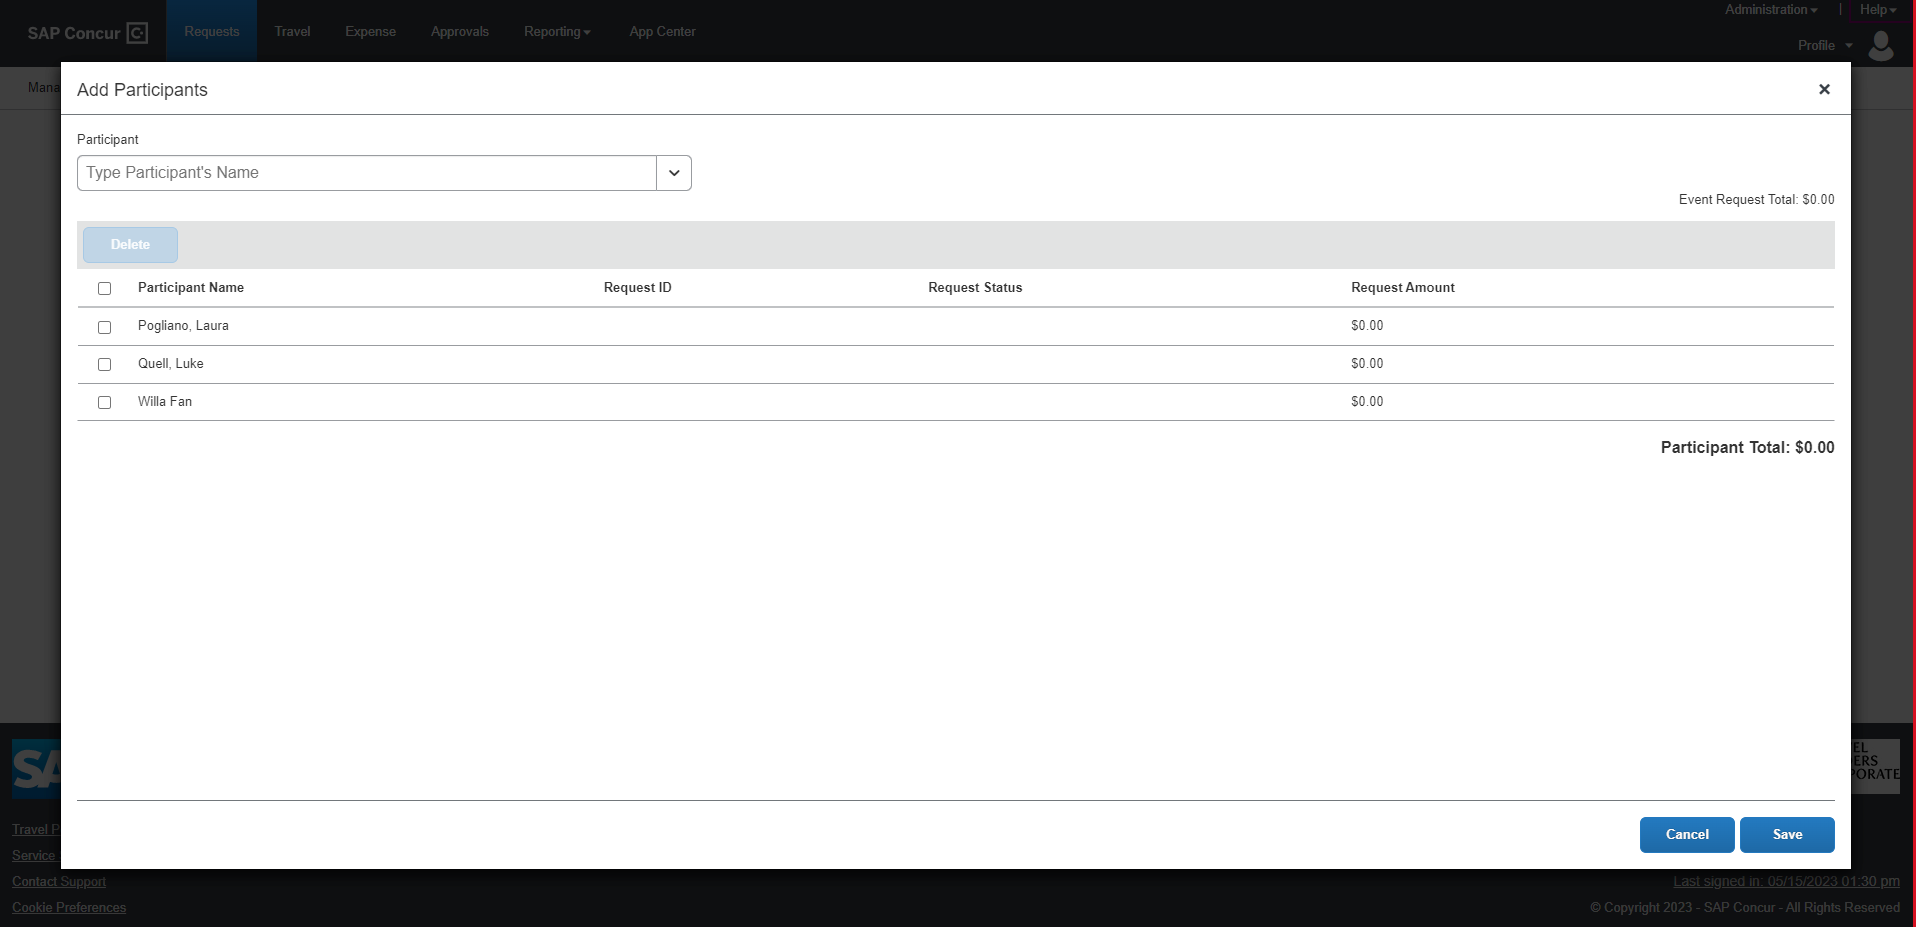 Administration
|
Help
SAP Concur C
Requests
Travel
Expense
Approvals
Reporting
App Center
Profile
Add Participants
×
Participant
Type Participant's Name
Event Request Total: $0.00
Delete
Participant Name Request ID Request Status Request Amount
Pogliano, Laura $0.00
Quell, Luke $0.00
Willa Fan $0.00
Participant Total: $0.00
Cancel
Save
Contact Support
Cookie Preferences
Last signed in: 05/15/2023 01:30 pm
© Copyright 2023 - SAP Concur - All Rights Reserved